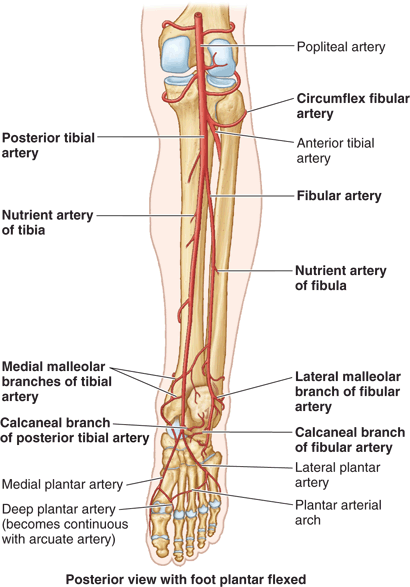 Popliteal artery
Circumflex fibular
artery
Posterior tibial
artery
Anterior tibial
artery
Fibular artery
Nutrient artery
of tibia
Nutrient artery
of fibula
Medial malleolar
branches of tibial
artery
Lateral malleolar
branch of fibular
artery
Calcaneal branch
of posterior tibial artery
Calcaneal branch
of fibular artery
Lateral plantar
artery
Medial plantar artery
Plantar arterial
arch
Deep plantar artery
(becomes continuous
with arcuate artery)
Posterior view with foot plantar flexed